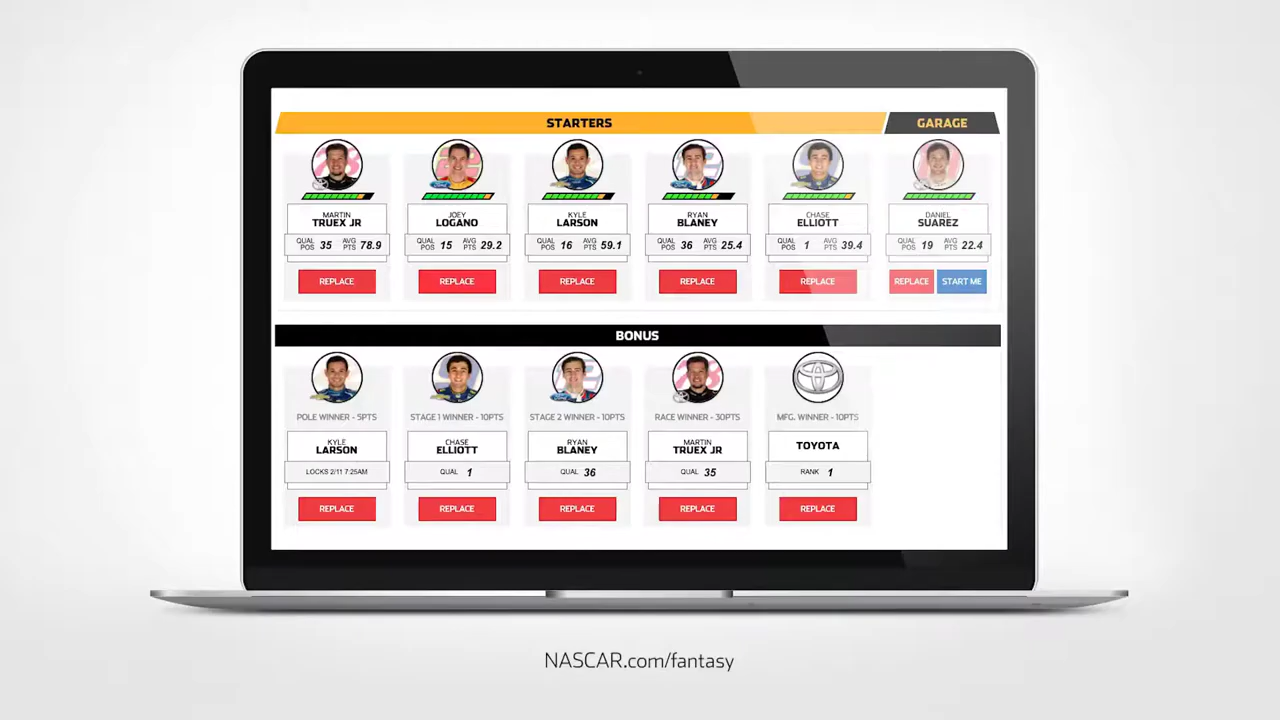 STARTERS
GARAGE
MARTIN
TRUEX JR
QUAL POS 35 AVG PTS 78.9
REPLACE
JOEY
LOGANO
QUAL POS 15 AVG PTS 29.2
REPLACE
KYLE
LARSON
QUAL POS 16 AVG PTS 59.1
REPLACE
RYAN
BLANEY
QUAL POS 36 AVG PTS 25.4
REPLACE
CHASE
ELLIOTT
QUAL POS 1 AVG PTS 39.4
REPLACE
DANIEL
SUAREZ
QUAL POS 19 AVG PTS 22.4
REPLACE START ME
BONUS
POLE WINNER - 5PTS
KYLE
LARSON
LOCKS 2/11 7:25AM
REPLACE
STAGE 1 WINNER - 10PTS
CHASE
ELLIOTT
QUAL 1
REPLACE
STAGE 2 WINNER - 10PTS
RYAN
BLANEY
QUAL 36
REPLACE
RACE WINNER - 30PTS
MARTIN
TRUEX JR
QUAL 35
REPLACE
MFG. WINNER - 10PTS
TOYOTA
RANK 1
REPLACE
NASCAR.com/fantasy